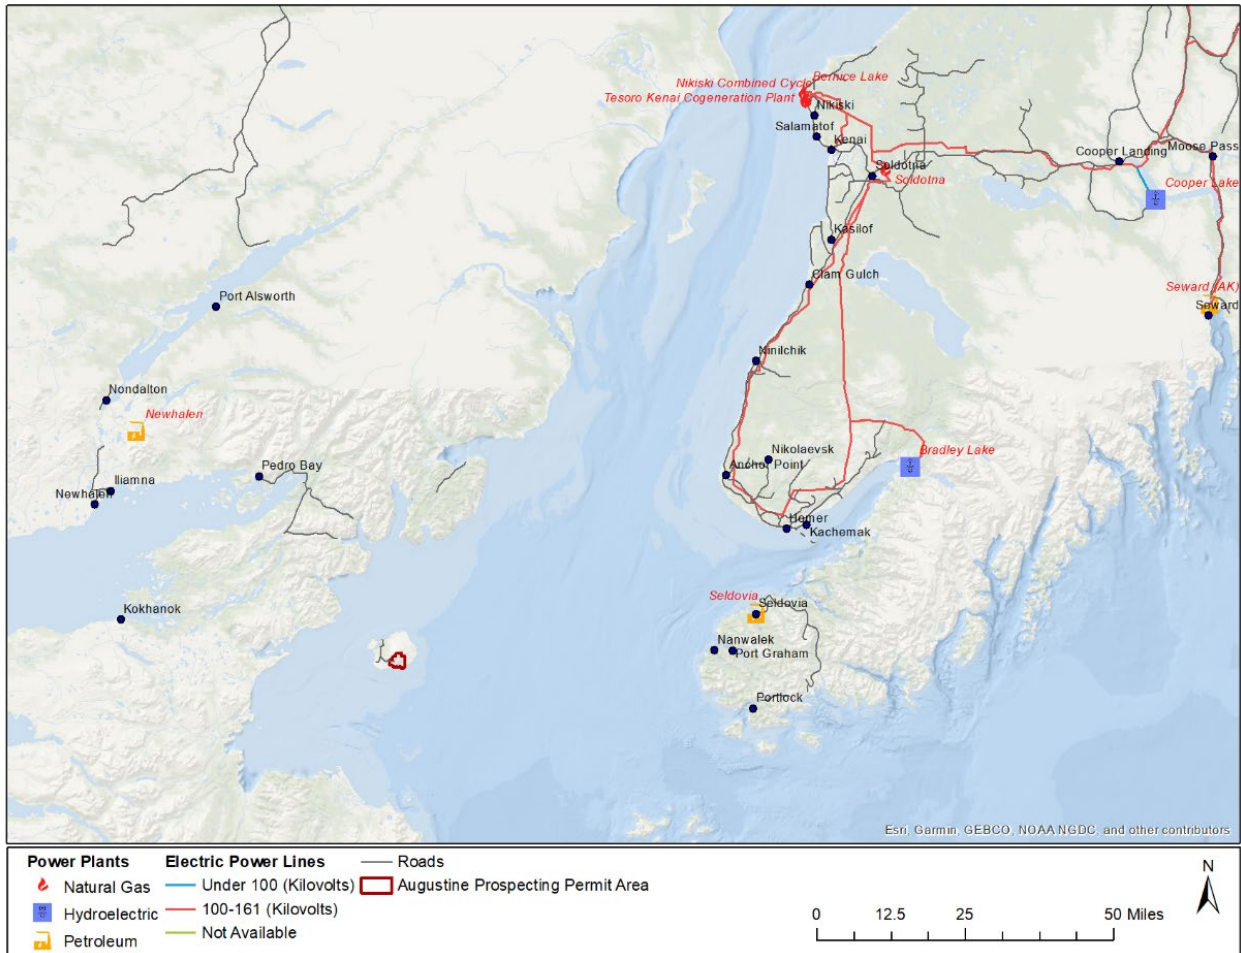 Nikiski Combined Cycle
Bernice Lake
Tesoro Kenai Cogeneration Plant
Nikiski
Salamatof
Kenai
Cooper Landing
Moose Pass
Soldotna
Soldotna
Cooper Lake
Kasilof
Clam Gulch
Seward (AK)
Seward
Port Alsworth
Ninilchik
Nondalton
Newhalen
Nikolaevsk
Bradley Lake
Anchor Point
Pedro Bay
Iliamna
Newhalen
Homer
Kachemak
Seldovia
Seldovia
Kokhanok
Nanwalek
Port Graham
Portlock
Esri, Garmin, GEBCO, NOAA NGDC, and other contributors
Power Plants
Natural Gas
Hydroelectric
Petroleum
Electric Power Lines
Under 100 (Kilovolts)
100-161 (Kilovolts)
Not Available
Roads
Augustine Prospecting Permit Area
N
0 12.5 25 50 Miles